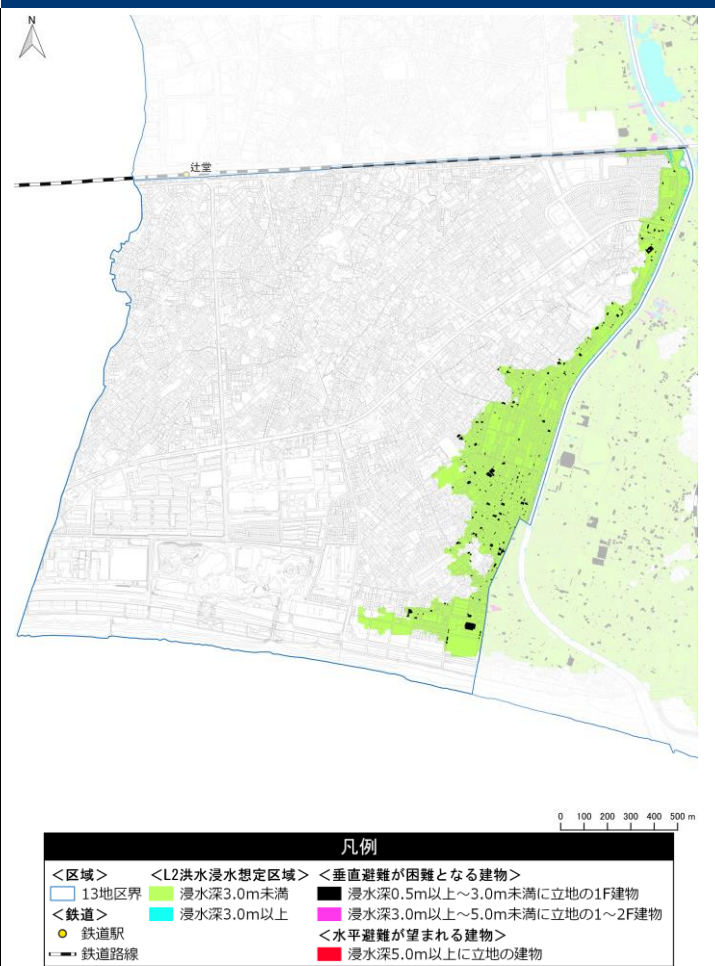 N
辻堂
0 100 200 300 400 500 m
凡例
＜区域＞ ＜L2洪水浸水想定区域＞ ＜垂直避難が困難となる建物＞
13地区界 浸水深3.0m未満 浸水深0.5m以上～3.0m未満に立地の1F建物
＜鉄道＞ 浸水深3.0m以上 浸水深3.0m以上～5.0m未満に立地の1～2F建物
鉄道駅 ＜水平避難が望まれる建物＞
鉄道路線 浸水深5.0m以上に立地の建物